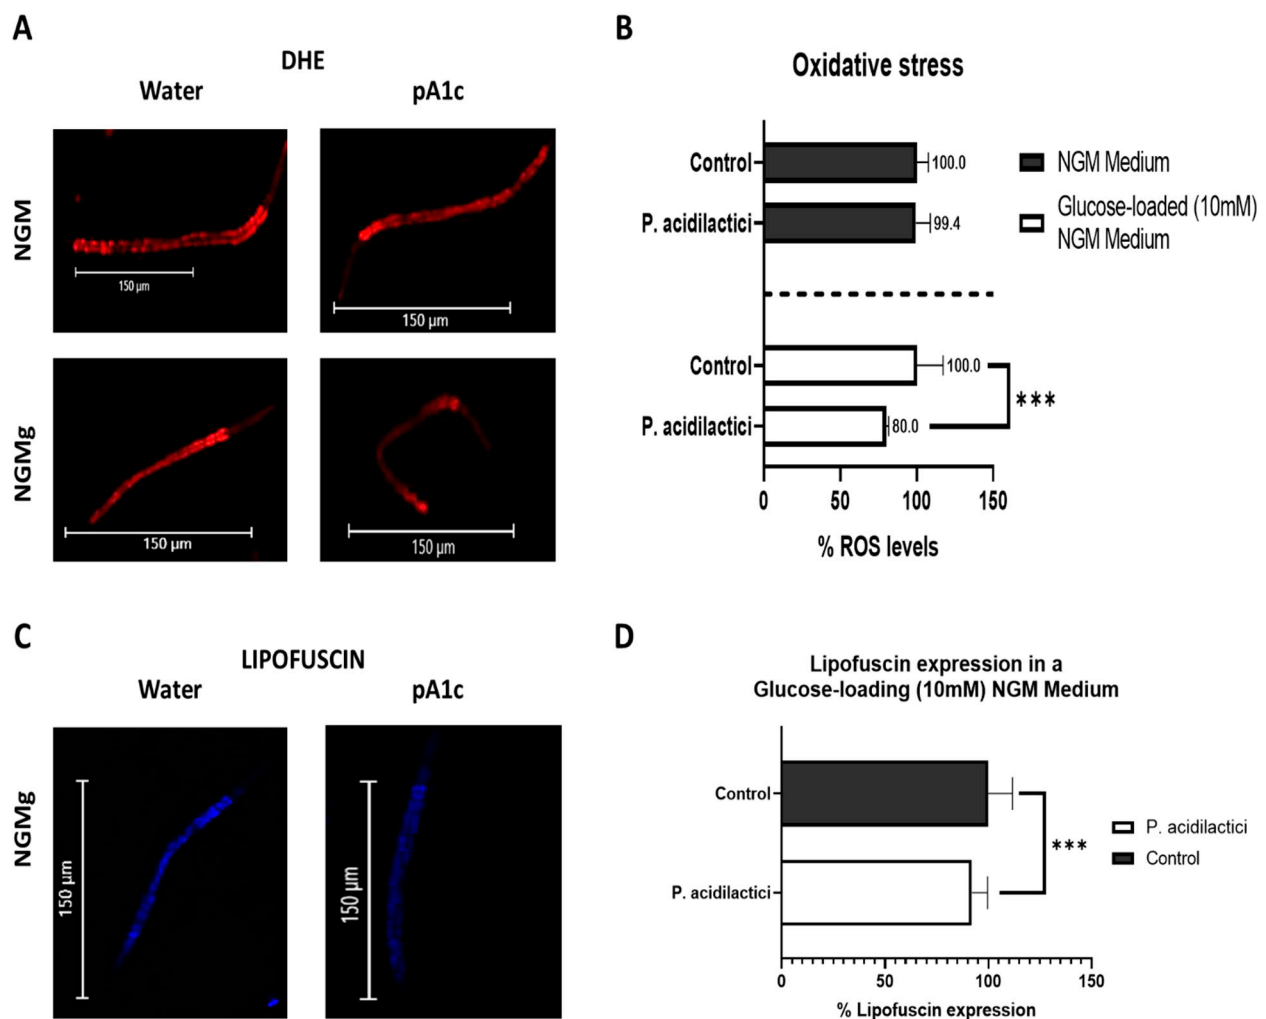 A
DHE
Water
pA1c
NGM
150 µm
150 µm
NGMg
150 µm
150 µm
B
Oxidative stress
Control
100.0
P. acidilactici
99.4
NGM Medium
Glucose-loaded (10mM)
NGM Medium
Control
100.0
***
P. acidilactici
80.0
0
50
100
150
% ROS levels
C
LIPOFUSCIN
Water
pA1c
NGMg
150 µm
150 µm
D
Lipofuscin expression in a
Glucose-loading (10mM) NGM Medium
Control
P. acidilactici
***
P. acidilactici
Control
0
50
100
150
% Lipofuscin expression